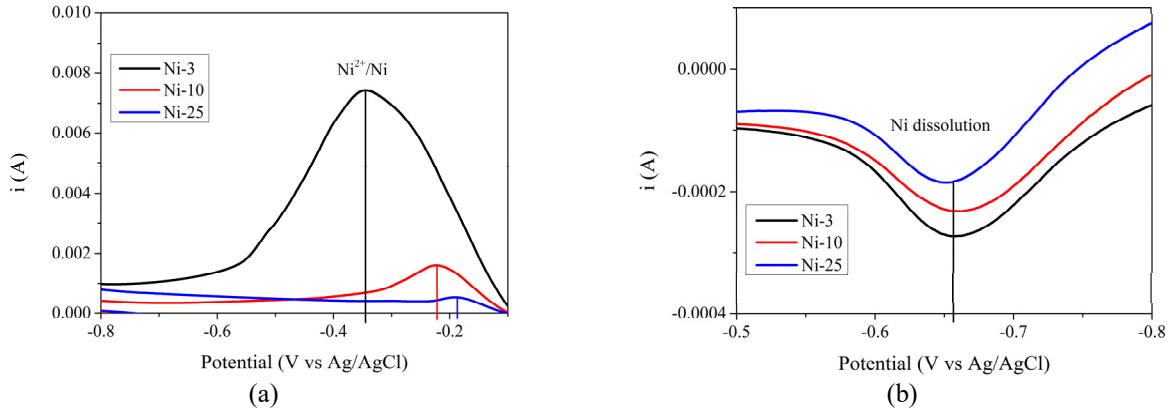 0.010
0.008
0.006
0.004
0.002
0.000
i (A)
Ni-3
Ni-10
Ni-25
Ni²⁺/Ni
-0.8
-0.6
-0.4
-0.2
Potential (V vs Ag/AgCl)
(a)
0.0000
-0.0002
-0.0004
i (A)
Ni dissolution
Ni-3
Ni-10
Ni-25
-0.5
-0.6
-0.7
-0.8
Potential (V vs Ag/AgCl)
(b)